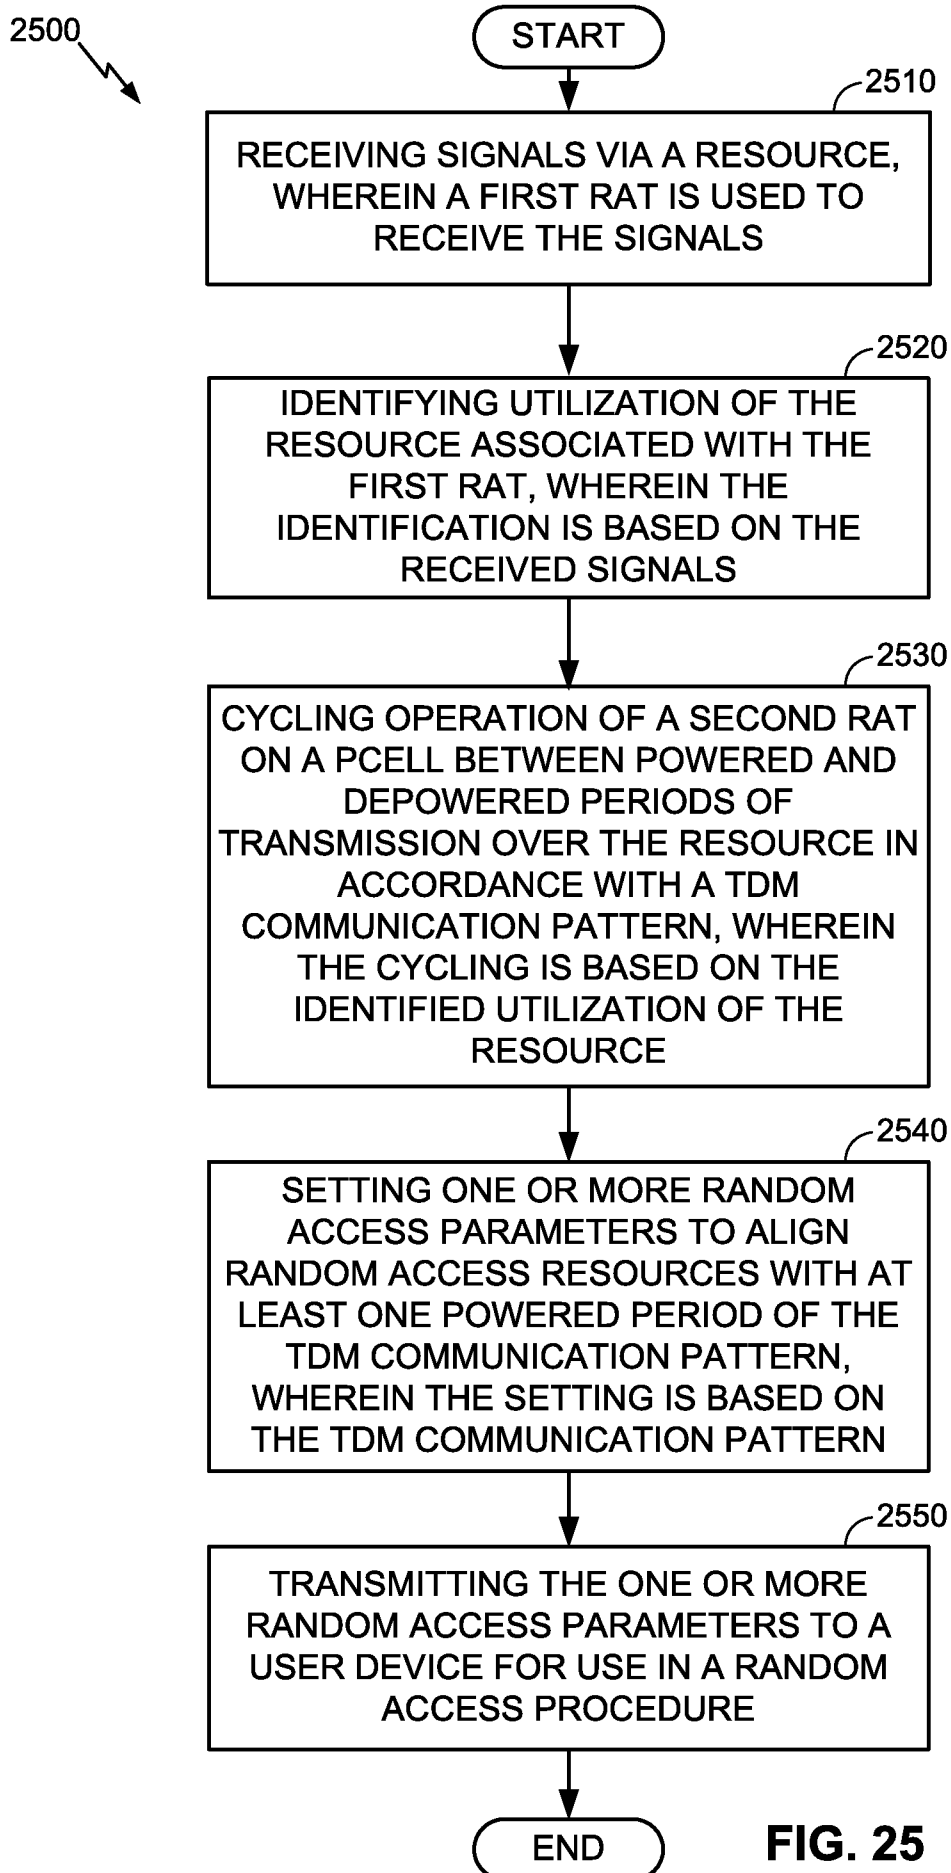 2500
START
2510
RECEIVING SIGNALS VIA A RESOURCE,
WHEREIN A FIRST RAT IS USED TO
RECEIVE THE SIGNALS
2520
IDENTIFYING UTILIZATION OF THE
RESOURCE ASSOCIATED WITH THE
FIRST RAT, WHEREIN THE
IDENTIFICATION IS BASED ON THE
RECEIVED SIGNALS
2530
CYCLING OPERATION OF A SECOND RAT
ON A PCELL BETWEEN POWERED AND
DEPOWERED PERIODS OF
TRANSMISSION OVER THE RESOURCE IN
ACCORDANCE WITH A TDM
COMMUNICATION PATTERN, WHEREIN
THE CYCLING IS BASED ON THE
IDENTIFIED UTILIZATION OF THE
RESOURCE
2540
SETTING ONE OR MORE RANDOM
ACCESS PARAMETERS TO ALIGN
RANDOM ACCESS RESOURCES WITH AT
LEAST ONE POWERED PERIOD OF THE
TDM COMMUNICATION PATTERN,
WHEREIN THE SETTING IS BASED ON
THE TDM COMMUNICATION PATTERN
2550
TRANSMITTING THE ONE OR MORE
RANDOM ACCESS PARAMETERS TO A
USER DEVICE FOR USE IN A RANDOM
ACCESS PROCEDURE
END
FIG. 25